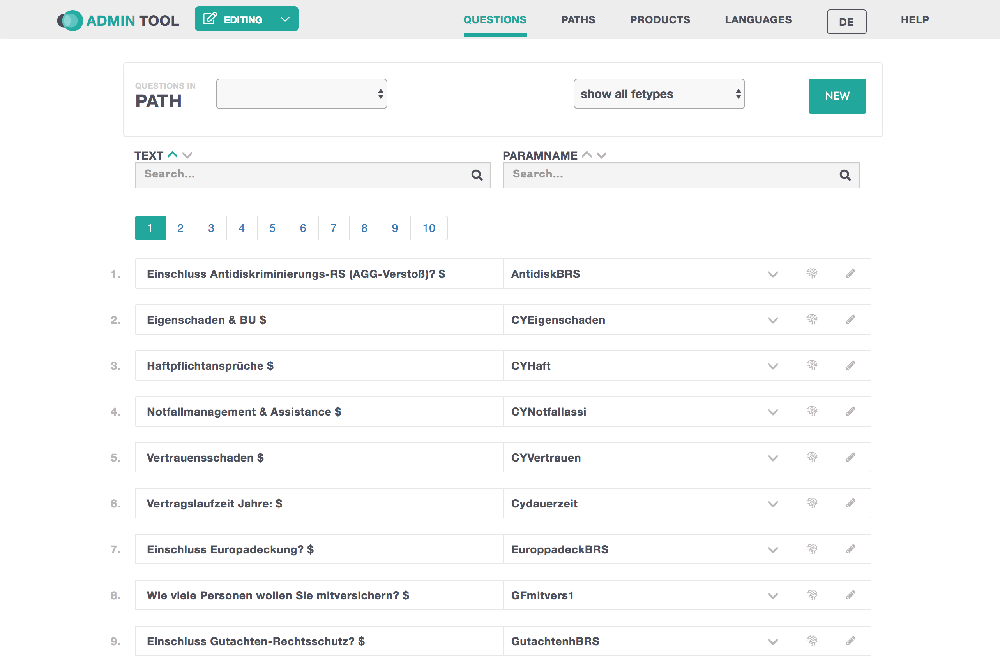 ADMIN TOOL EDITING QUESTIONS PATHS PRODUCTS LANGUAGES DE HELP
QUESTIONS IN
PATH show all fetypes NEW
TEXT PARAMNAME
Search... Search...
1 2 3 4 5 6 7 8 9 10
1. Einschluss Antidiskriminierungs-RS (AGG-Verstoß)? $ AntidiskBRS
2. Eigenschaden & BU $ CYEigenschaden
3. Haftpflichtansprüche $ CYHaft
4. Notfallmanagement & Assistance $ CYNotfallassi
5. Vertrauensschaden $ CYVertrauen
6. Vertragslaufzeit Jahre: $ Cydauerzeit
7. Einschluss Europadeckung? $ EuroppadeckBRS
8. Wie viele Personen wollen Sie mitversichern? $ GFmitvers1
9. Einschluss Gutachten-Rechtsschutz? $ GutachtenhBRS